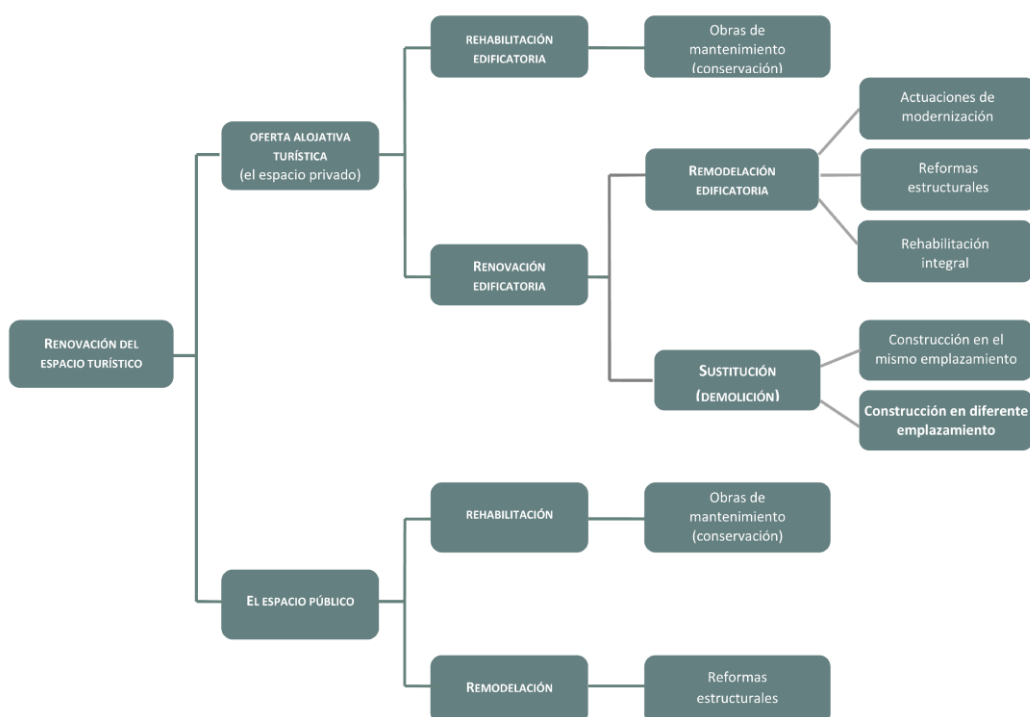 REHABILITACIÓN
EDIFICATORIA
Obras de
mantenimiento
(conservación)
Actuaciones de
modernización
OFERTA ALOJATIVA
TURÍSTICA
(el espacio privado)
REMODELACIÓN
EDIFICATORIA
Reformas
estructurales
Rehabilitación
integral
RENOVACIÓN
EDIFICATORIA
RENOVACIÓN DEL
ESPACIO TURÍSTICO
SUSTITUCIÓN
(DEMOLICIÓN)
Construcción en el
mismo emplazamiento
Construcción en diferente
emplazamiento
REHABILITACIÓN
Obras de
mantenimiento
(conservación)
EL ESPACIO PÚBLICO
REMODELACIÓN
Reformas
estructurales